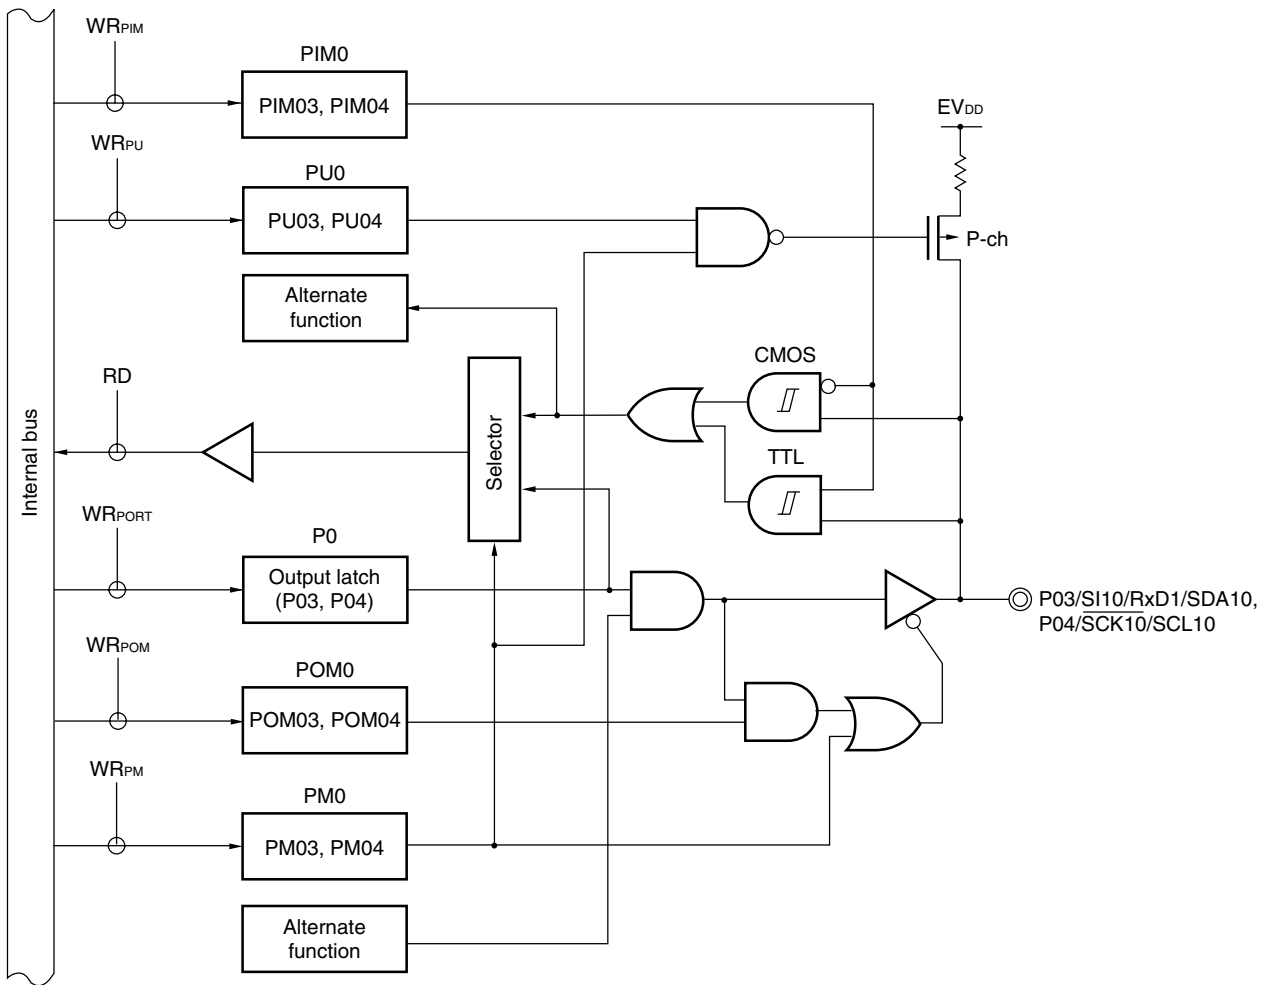 WRPIM
PIM0
PIM03, PIM04
EVDD
WRPU
PU0
PU03, PU04
P-ch
Alternate
function
CMOS
RD
Internal bus
Selector
TTL
WRPORT
P0
Output latch
(P03, P04)
P03/SI10/RxD1/SDA10,
P04/SCK10/SCL10
WRPOM
POM0
POM03, POM04
WRPM
PM0
PM03, PM04
Alternate
function